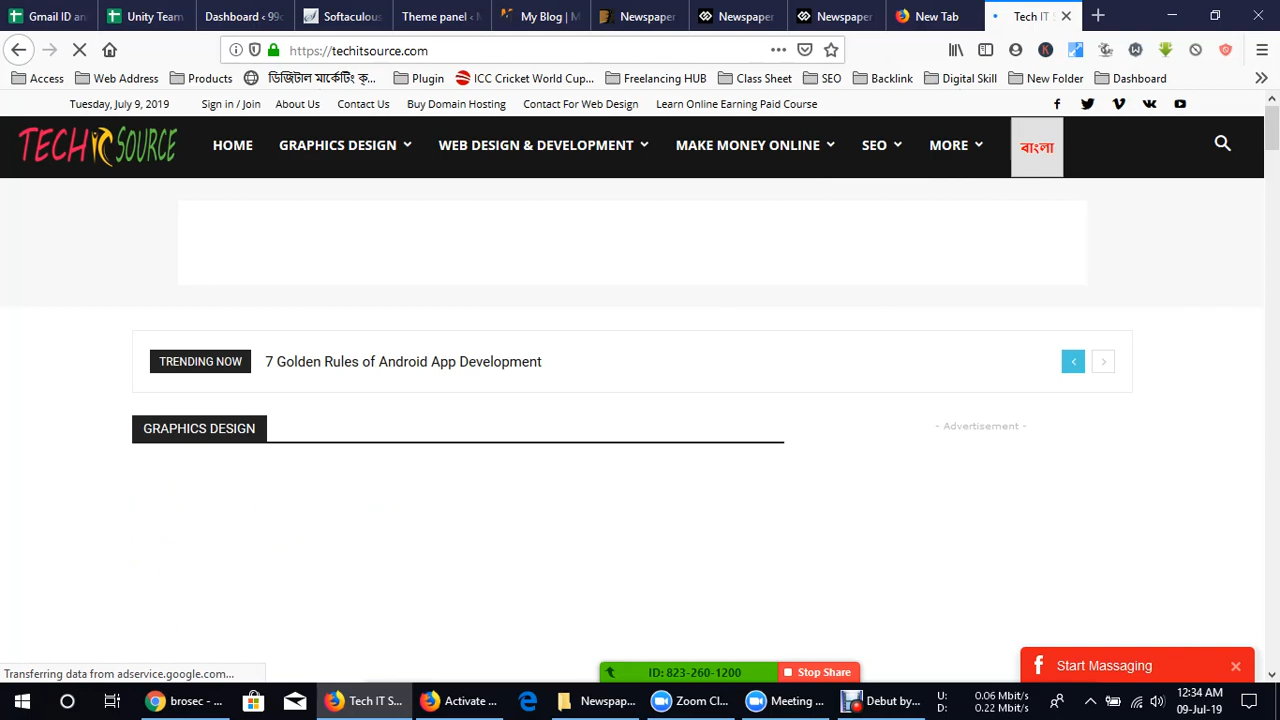 Gmail ID an
Unity Team
Dashboard ‹ 99c
Softaculous
Theme panel ‹ M
My Blog | M
Newspaper
Newspaper
Newspaper
New Tab
Tech IT S
https://techitsource.com
Access
Web Address
Products
ডিজিটাল মার্কেটিং ক্...
Plugin
ICC Cricket World Cup...
Freelancing HUB
Class Sheet
SEO
Backlink
Digital Skill
New Folder
Dashboard
Tuesday, July 9, 2019
Sign in / Join
About Us
Contact Us
Buy Domain Hosting
Contact For Web Design
Learn Online Earning Paid Course
TECH IT SOURCE
HOME
GRAPHICS DESIGN
WEB DESIGN & DEVELOPMENT
MAKE MONEY ONLINE
SEO
MORE
বাংলা
TRENDING NOW
7 Golden Rules of Android App Development
GRAPHICS DESIGN
- Advertisement -
Transferring data from adservice.google.com...
ID: 823-260-1200
Stop Share
Start Massaging
brosec - ...
Tech IT S...
Activate ...
Newspap...
Zoom Cl...
Meeting ...
Debut by...
U: 0.06 Mbit/s
D: 0.22 Mbit/s
12:34 AM
09-Jul-19